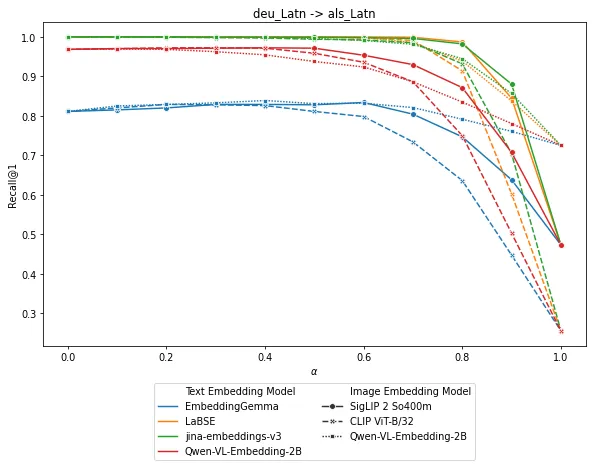 deu_Latn -> als_Latn
Recall@1
1.0
0.9
0.8
0.7
0.6
0.5
0.4
0.3
0.0 0.2 0.4 0.6 0.8 1.0
α
Text Embedding Model
EmbeddingGemma
LaBSE
jina-embeddings-v3
Qwen-VL-Embedding-2B
Image Embedding Model
SigLIP 2 So400m
CLIP ViT-B/32
Qwen-VL-Embedding-2B